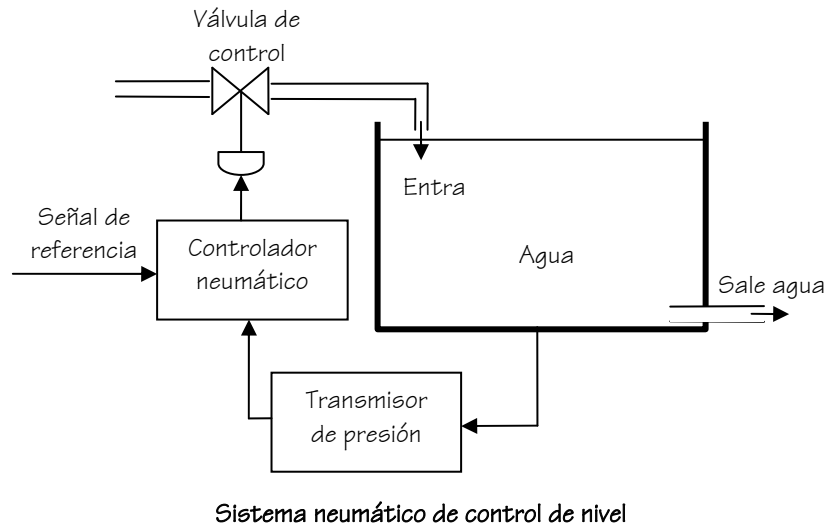 Válvula de
control
Entra
Señal de
referencia
Controlador
neumático
Agua
Sale agua
Transmisor
de presión
Sistema neumático de control de nivel